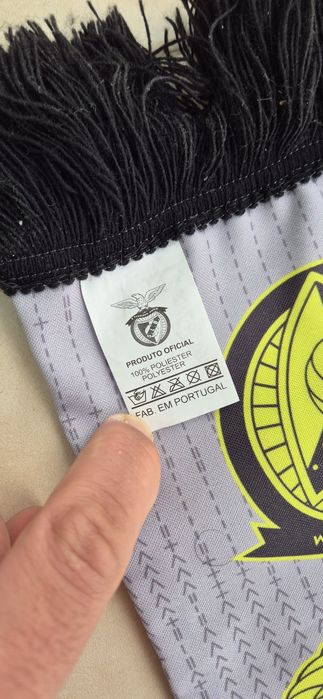 PRODUTO OFICIAL
100% POLIESTER
POLYESTER
FAB. EM PORTUGAL